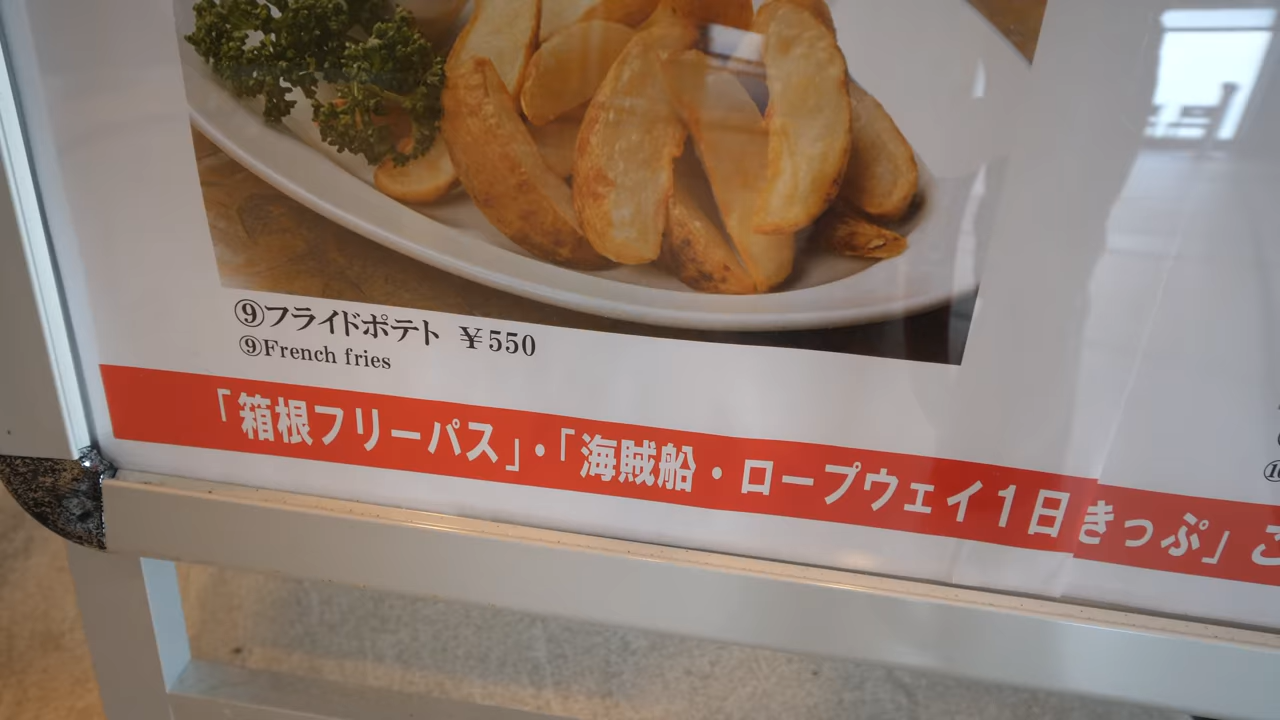 ⑨フライドポテト ¥550
⑨French fries
「箱根フリーパス」・「海賊船・ロープウェイ1日きっぷ」